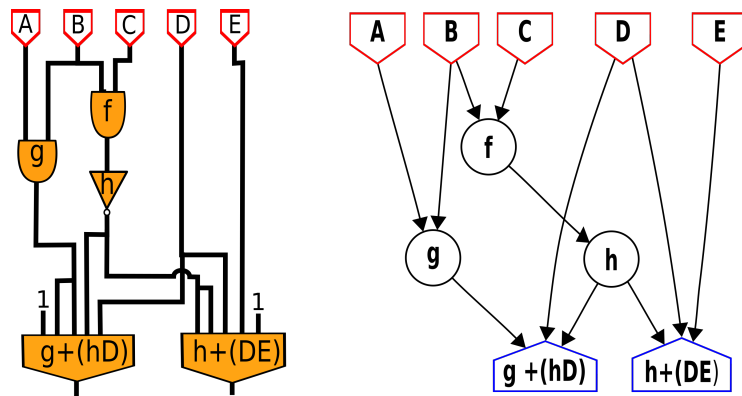 A B C D E
f
g
h
1 1
g+(hD) h+(DE)
A B C D E
f
g h
g +(hD) h+(DE)